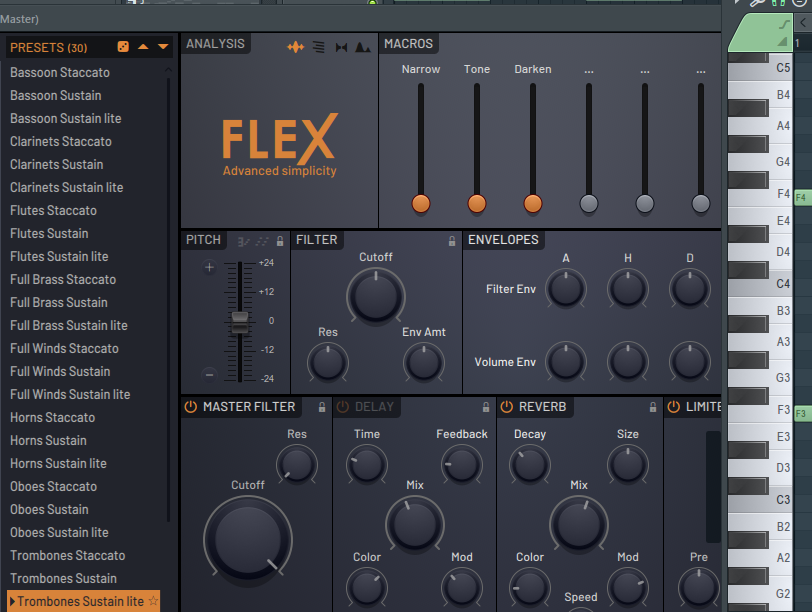 Master)
PRESETS (30)
Bassoon Staccato
Bassoon Sustain
Bassoon Sustain lite
Clarinets Staccato
Clarinets Sustain
Clarinets Sustain lite
Flutes Staccato
Flutes Sustain
Flutes Sustain lite
Full Brass Staccato
Full Brass Sustain
Full Brass Sustain lite
Full Winds Staccato
Full Winds Sustain
Full Winds Sustain lite
Horns Staccato
Horns Sustain
Horns Sustain lite
Oboes Staccato
Oboes Sustain
Oboes Sustain lite
Trombones Staccato
Trombones Sustain
Trombones Sustain lite
ANALYSIS
FLEX
Advanced simplicity
MACROS
Narrow Tone Darken ... ... ...
PITCH
+24
+12
0
-12
-24
FILTER
Cutoff
Res Env Amt
ENVELOPES
A H D
Filter Env
Volume Env
MASTER FILTER
Res
Cutoff
DELAY
Time Feedback
Mix
Color Mod
REVERB
Decay Size
Mix
Color Mod
Speed
LIMITE
Pre
1
C5
B4
A4
G4
F4 F4
E4
D4
C4
B3
A3
G3
F3 F3
E3
D3
C3
B2
A2
G2